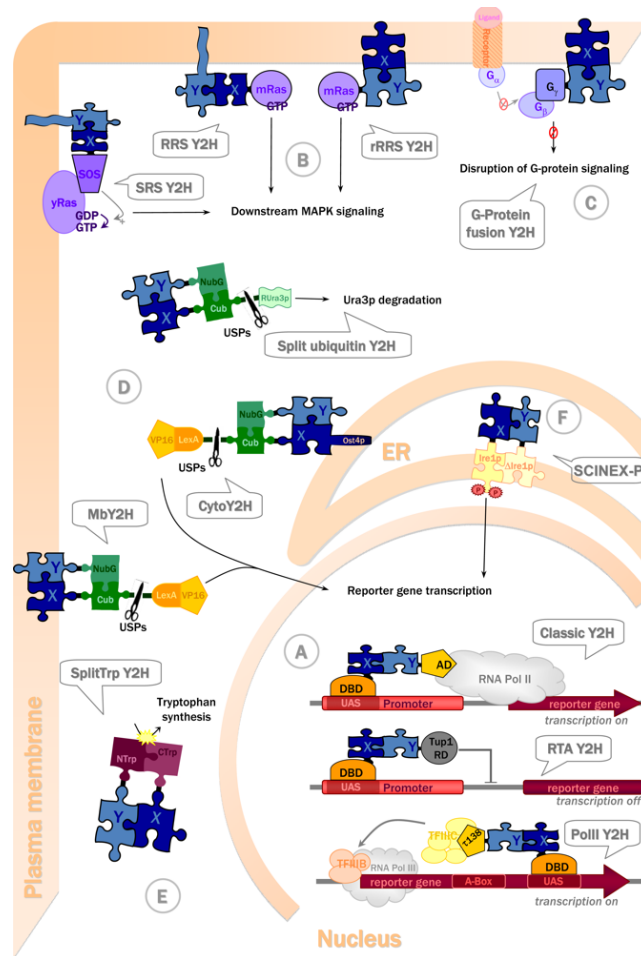 Ligand
Receptor
Gα
Gγ
Gβ
Y
X
mRas
GTP
mRas
GTP
X
Y
X
Y
Y
X
SOS
yRas
GDP
GTP
RRS Y2H
rRRS Y2H
SRS Y2H
B
Downstream MAPK signaling
Disruption of G-protein signaling
C
G-Protein
fusion Y2H
Y
X
NubG
Cub
RUra3p
USPs
Ura3p degradation
Split ubiquitin Y2H
D
VP16
LexA
USPs
NubG
Cub
Y
X
Ost4p
CytoY2H
ER
X
Y
Ire1p
ΔIre1p
P
P
F
SCINEX-P
MbY2H
Y
X
NubG
Cub
USPs
LexA
VP16
Reporter gene transcription
SplitTrp Y2H
Tryptophan
synthesis
NTrp
CTrp
Y
X
E
A
Classic Y2H
X
Y
AD
RNA Pol II
DBD
UAS
Promoter
reporter gene
transcription on
RTA Y2H
X
Y
Tup1
RD
DBD
UAS
Promoter
reporter gene
transcription off
PolIII Y2H
TFIIIC
τ138
Y
X
TFIIIB
RNA Pol III
DBD
reporter gene
A-Box
UAS
transcription on
Plasma membrane
Nucleus